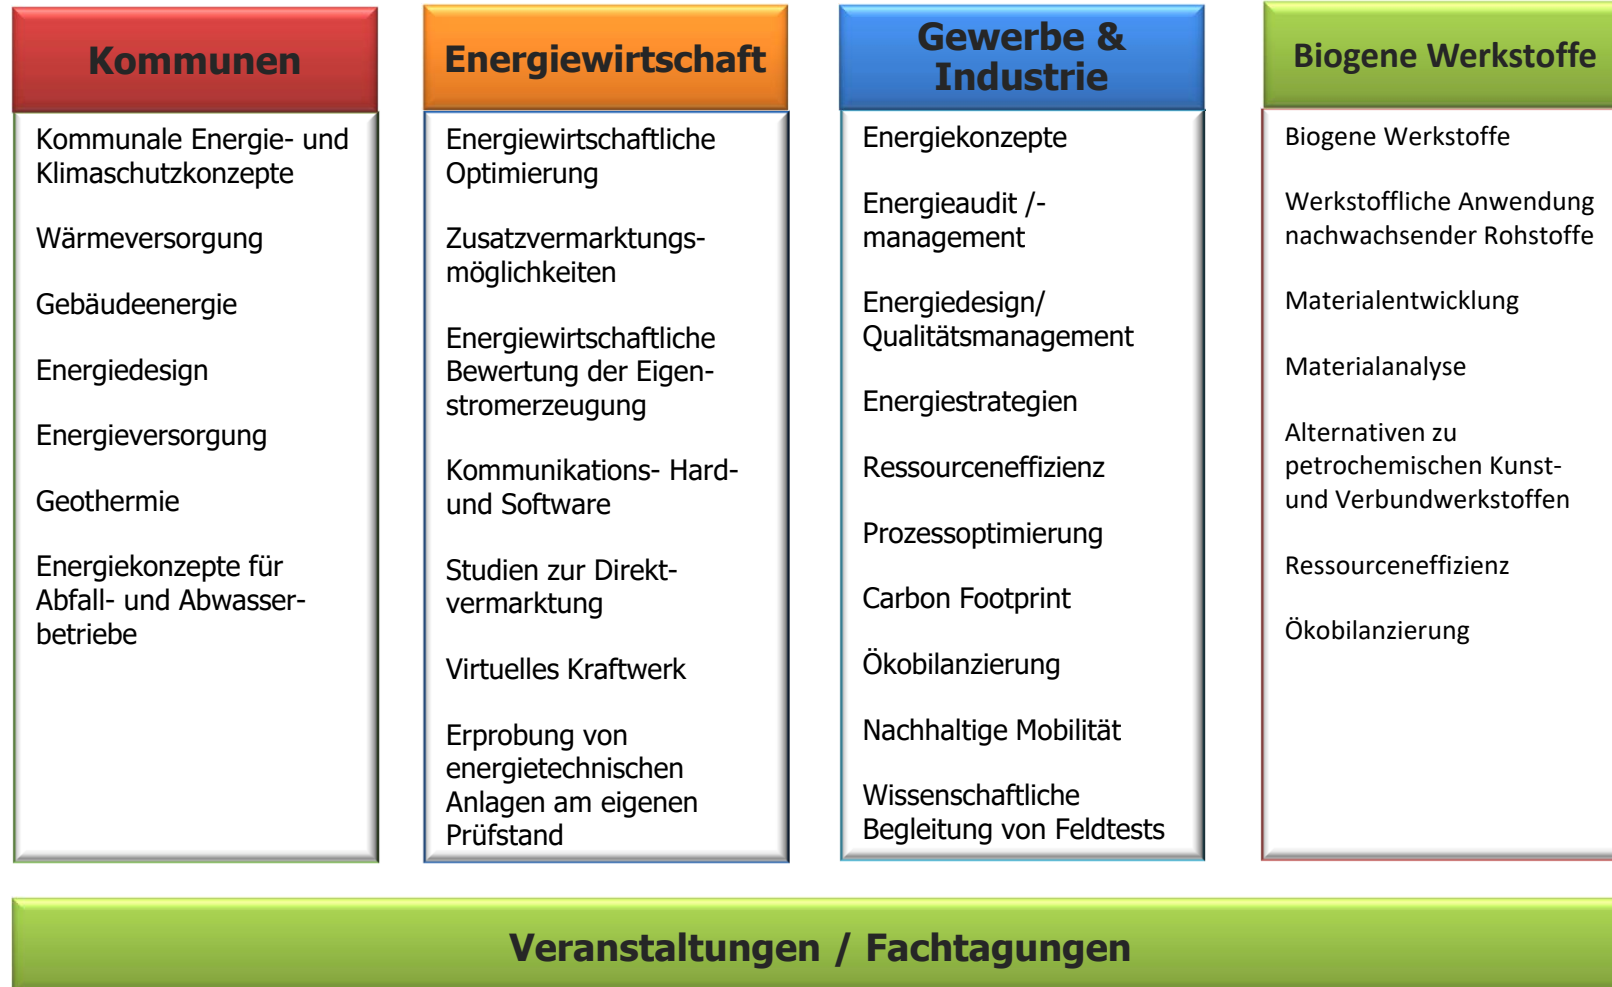 Kommunen
Kommunale Energie- und
Klimaschutzkonzepte
Wärmeversorgung
Gebäudeenergie
Energiedesign
Energieversorgung
Geothermie
Energiekonzepte für
Abfall- und Abwasser-
betriebe
Energiewirtschaft
Energiewirtschaftliche
Optimierung
Zusatzvermarktungs-
möglichkeiten
Energiewirtschaftliche
Bewertung der Eigen-
stromerzeugung
Kommunikations- Hard-
und Software
Studien zur Direkt-
vermarktung
Virtuelles Kraftwerk
Erprobung von
energietechnischen
Anlagen am eigenen
Prüfstand
Gewerbe &
Industrie
Energiekonzepte
Energieaudit /-
management
Energiedesign/
Qualitätsmanagement
Energiestrategien
Ressourceneffizienz
Prozessoptimierung
Carbon Footprint
Ökobilanzierung
Nachhaltige Mobilität
Wissenschaftliche
Begleitung von Feldtests
Biogene Werkstoffe
Biogene Werkstoffe
Werkstoffliche Anwendung
nachwachsender Rohstoffe
Materialentwicklung
Materialanalyse
Alternativen zu
petrochemischen Kunst-
und Verbundwerkstoffen
Ressourceneffizienz
Ökobilanzierung
Veranstaltungen / Fachtagungen